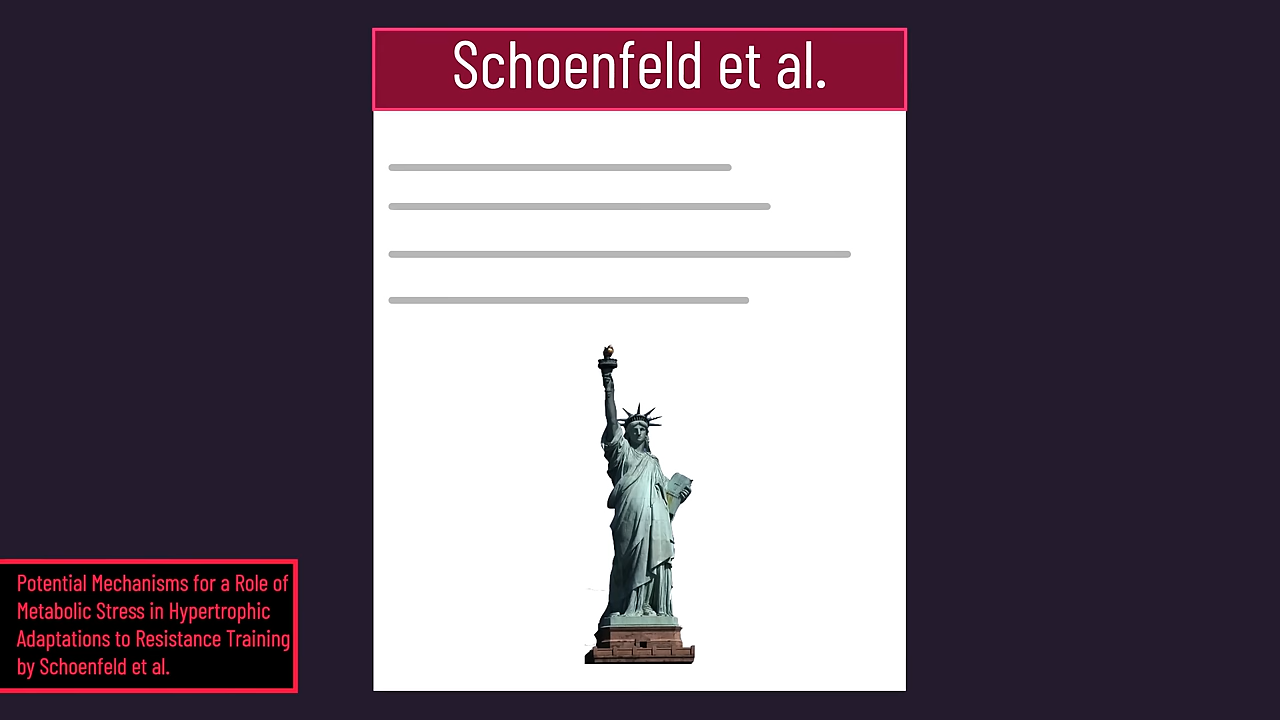 Schoenfeld et al.
Potential Mechanisms for a Role of
Metabolic Stress in Hypertrophic
Adaptations to Resistance Training
by Schoenfeld et al.